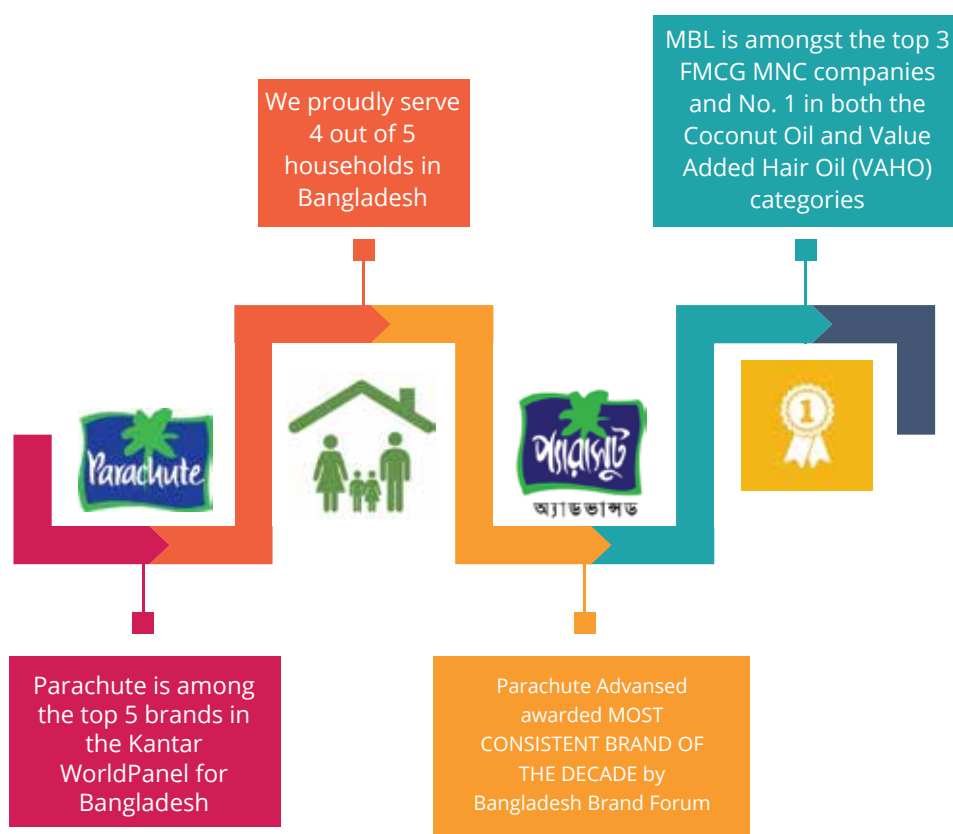 MBL is amongst the top 3
FMCG MNC companies
and No. 1 in both the
Coconut Oil and Value
Added Hair Oil (VAHO)
categories
We proudly serve
4 out of 5
households in
Bangladesh
Parachute
প্যারাসুট
অ্যাডভান্সড
1
Parachute is among
the top 5 brands in
the Kantar
WorldPanel for
Bangladesh
Parachute Advansed
awarded MOST
CONSISTENT BRAND OF
THE DECADE by
Bangladesh Brand Forum